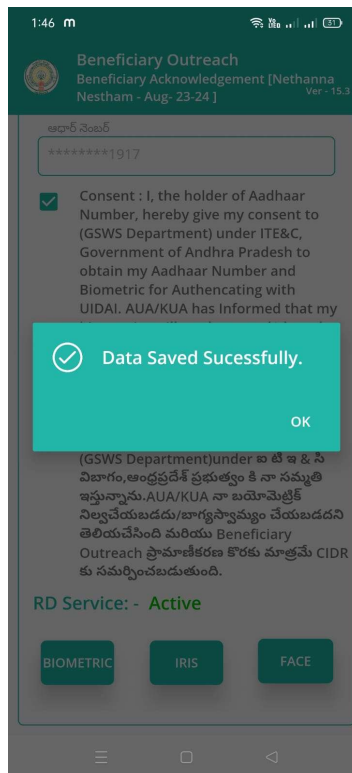 1:46 m
31
Beneficiary Outreach
Beneficiary Acknowledgement [Nethanna
Nestham - Aug- 23-24 ]
Ver - 15.3
ఆధార్ నెంబర్
********1917
Consent : I, the holder of Aadhaar
Number, hereby give my consent to
(GSWS Department) under ITE&C,
Government of Andhra Pradesh to
obtain my Aadhaar Number and
Biometric for Authencating with
UIDAI. AUA/KUA has Informed that my
Data Saved Sucessfully.
OK
(GSWS Department)under ఐ టి ఇ & సి
విభాగం,ఆంధ్రప్రదేశ్ ప్రభుత్వం కి నా సమ్మతి
ఇస్తున్నాను.AUA/KUA నా బయోమెట్రిక్
నిల్వచేయబడదు/బాగ్యస్వామ్యం చేయబడదని
తెలియచేసింది మరియు Beneficiary
Outreach ప్రామాణీకరణ కొరకు మాత్రమే CIDR
కు సమర్పించబడుతుంది.
RD Service: - Active
BIOMETRIC
IRIS
FACE